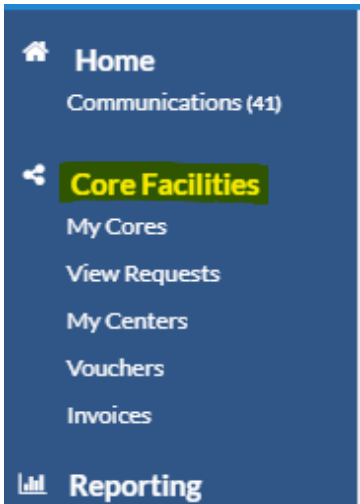 Home
Communications (41)
Core Facilities
My Cores
View Requests
My Centers
Vouchers
Invoices
Reporting